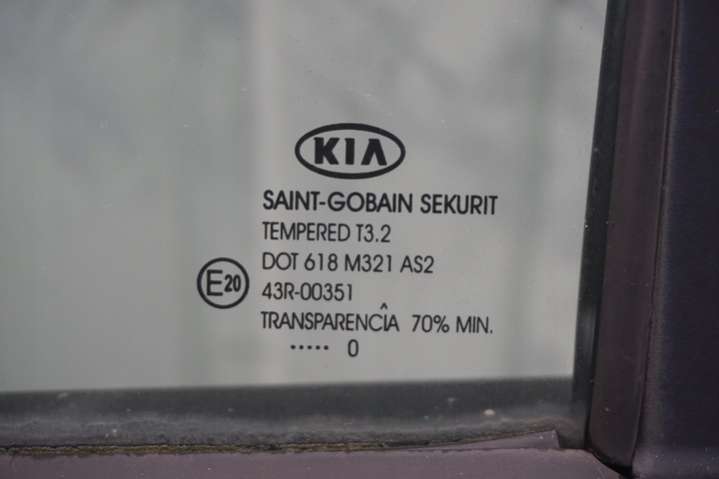 KIA
SAINT-GOBAIN SEKURIT
TEMPERED T3.2
DOT 618 M321 AS2
E20
43R-00351
TRANSPARENCÎA 70% MIN.
..... 0